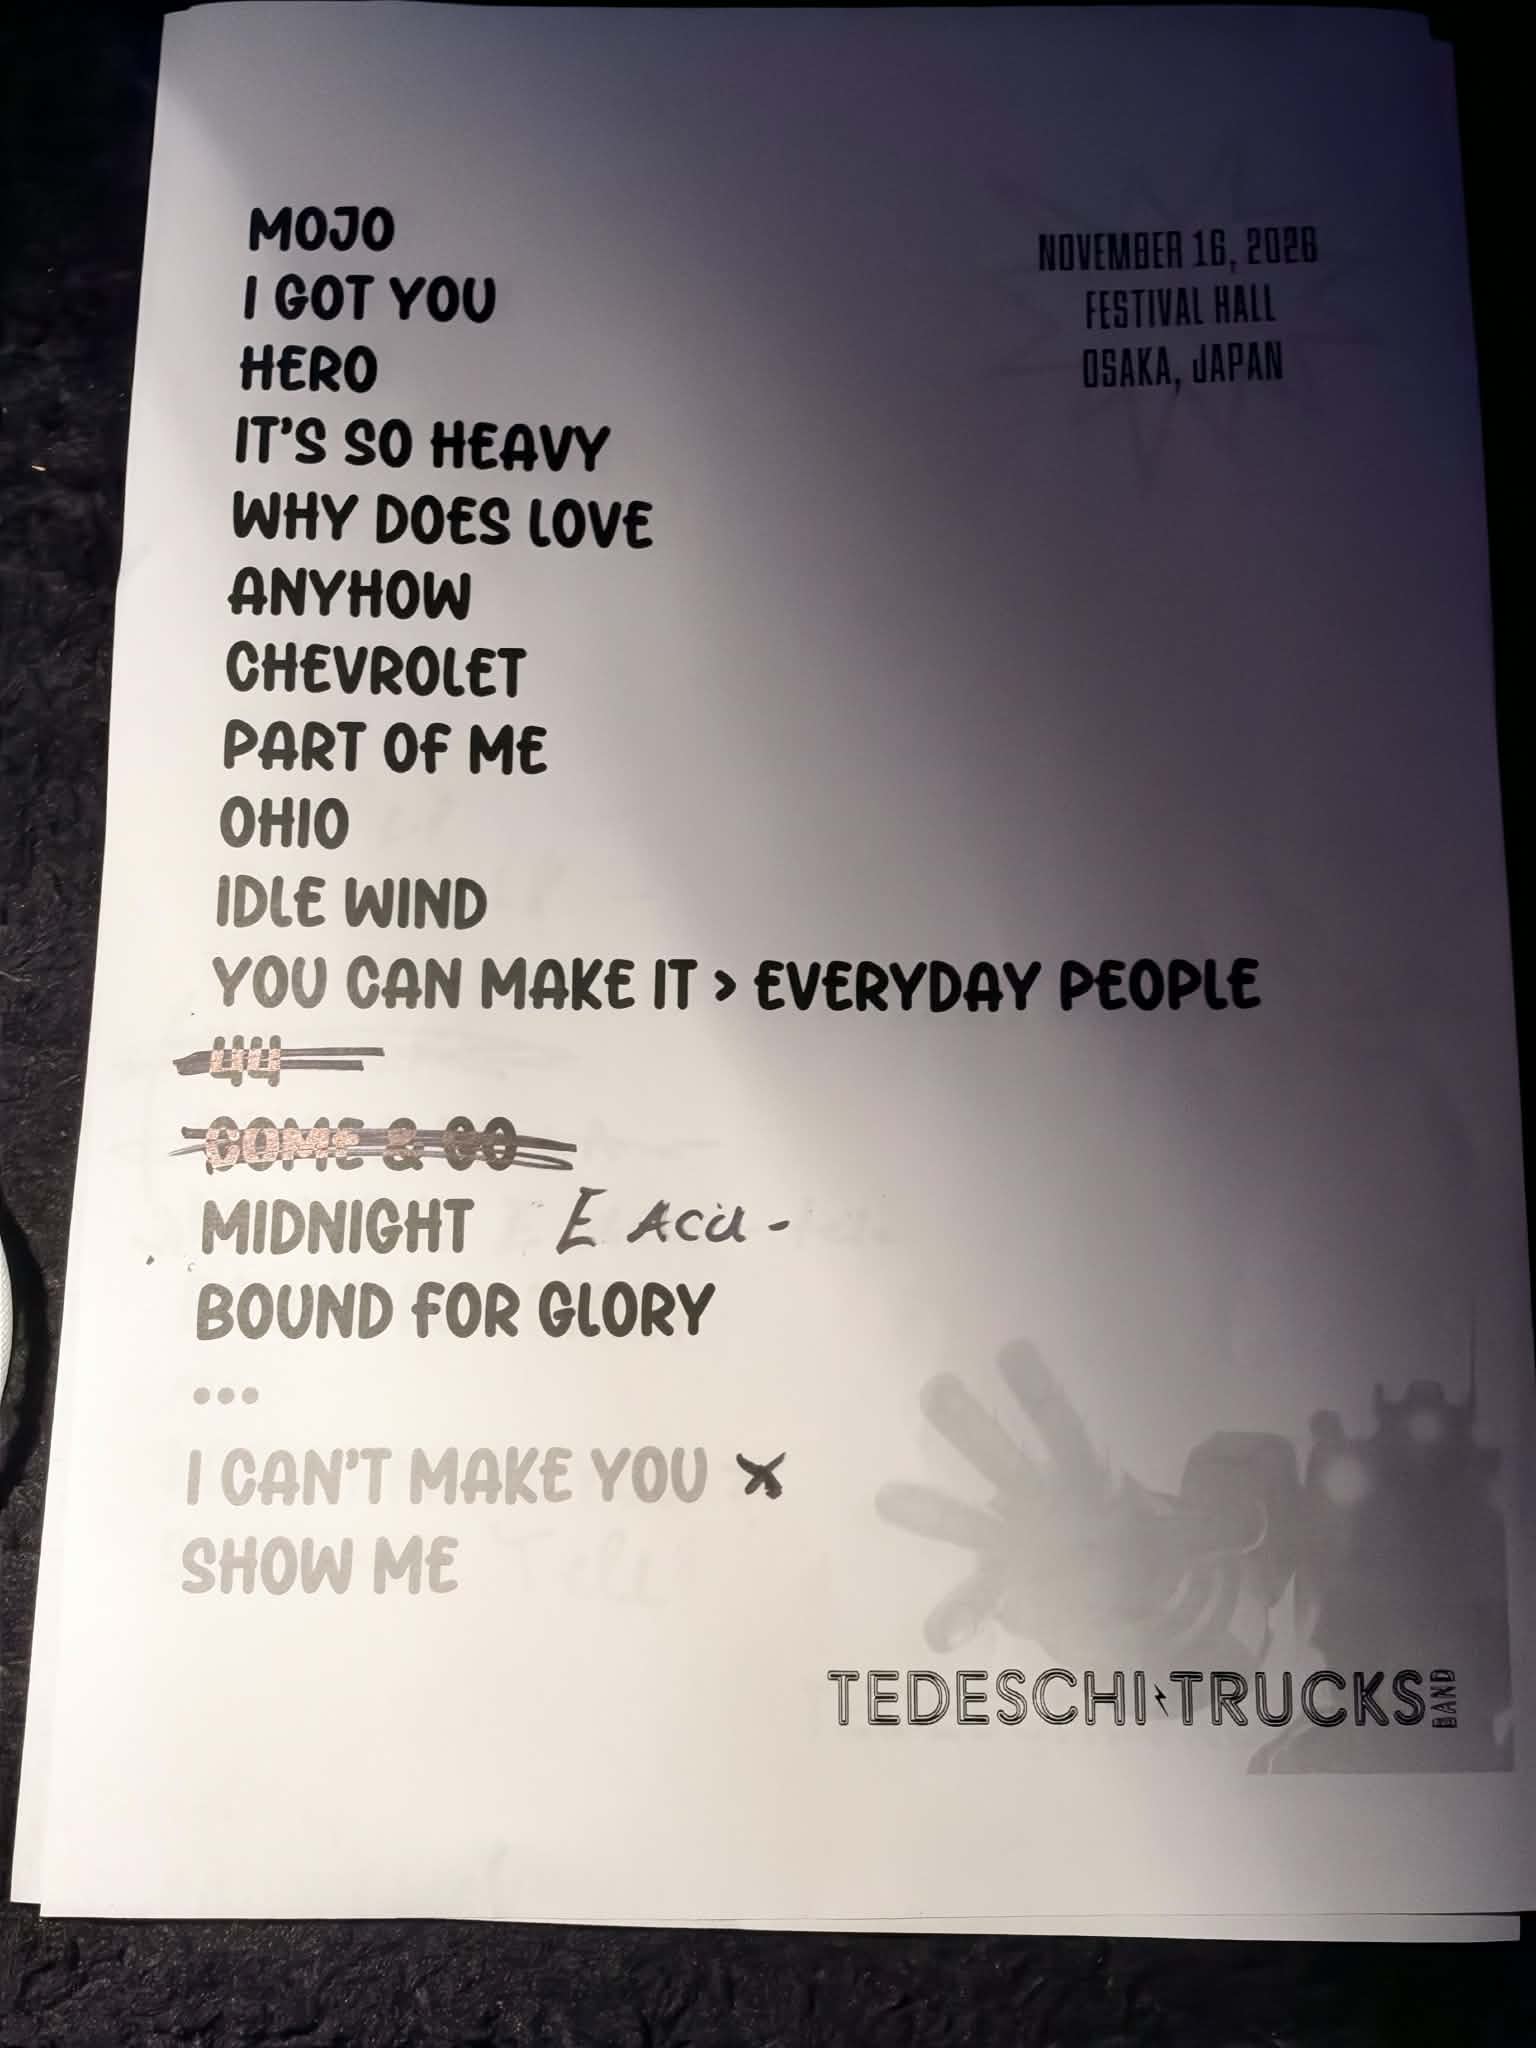 MOJO
I GOT YOU
HERO
IT'S SO HEAVY
WHY DOES LOVE
ANYHOW
CHEVROLET
PART OF ME
OHIO
IDLE WIND
YOU CAN MAKE IT > EVERYDAY PEOPLE
44
COME & GO
MIDNIGHT E
BOUND FOR GLORY
...
I CAN'T MAKE YOU X
SHOW ME
NOVEMBER 16, 2026
FESTIVAL HALL
OSAKA, JAPAN
TEDESCHI TRUCKS BAND